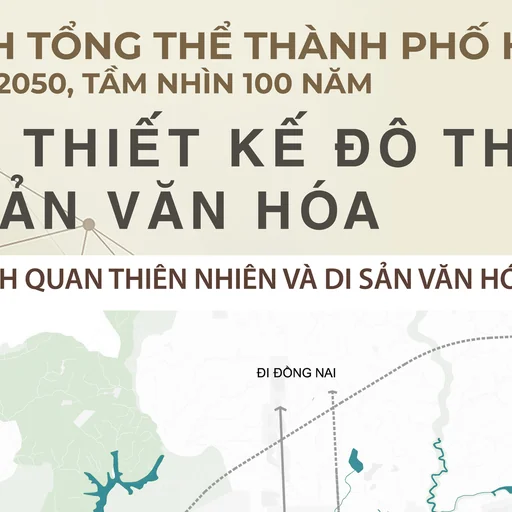 H TỔNG THỂ THÀNH PHỐ H
2050, TẦM NHÌN 100 NĂM
THIẾT KẾ ĐÔ TH
SẢN VĂN HÓA
H QUAN THIÊN NHIÊN VÀ DI SẢN VĂN HÓ
ĐI ĐỒNG NAI